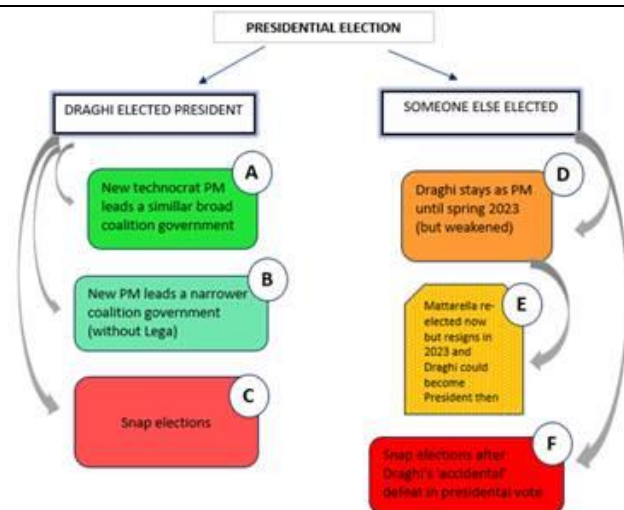 PRESIDENTIAL ELECTION
DRAGHI ELECTED PRESIDENT
A
New technocrat PM
leads a simillar broad
coalition government
B
New PM leads a narrower
coalition government
(without Lega)
C
Snap elections
SOMEONE ELSE ELECTED
D
Draghi stays as PM
until spring 2023
(but weakened)
E
Mattarella re-
elected now
but resigns in
2023 and
Draghi could
become
President then
F
Snap elections after
Draghi's 'accidental'
defeat in presidental vote